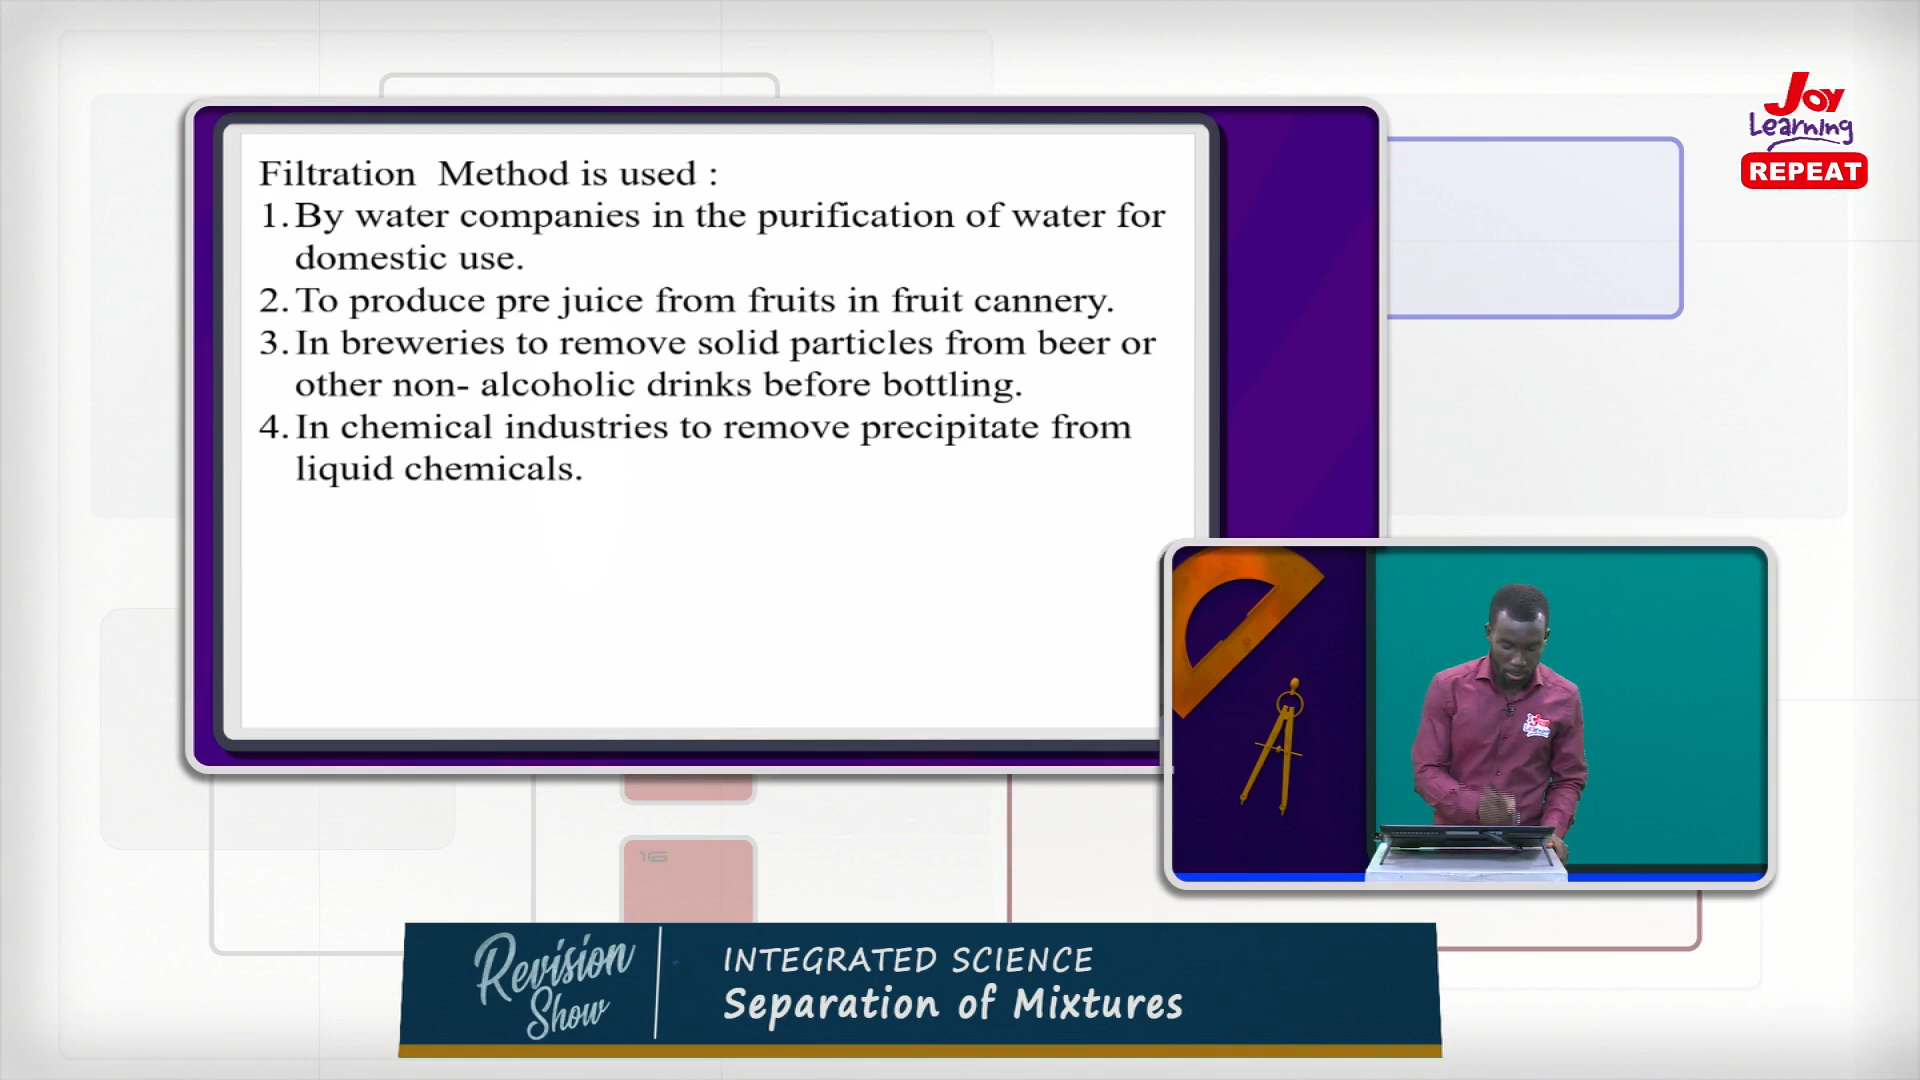 Filtration Method is used :
1. By water companies in the purification of water for
domestic use.
2. To produce pre juice from fruits in fruit cannery.
3. In breweries to remove solid particles from beer or
other non- alcoholic drinks before bottling.
4. In chemical industries to remove precipitate from
liquid chemicals.
Joy
Learning
REPEAT
16
Revision
Show
INTEGRATED SCIENCE
Separation of Mixtures